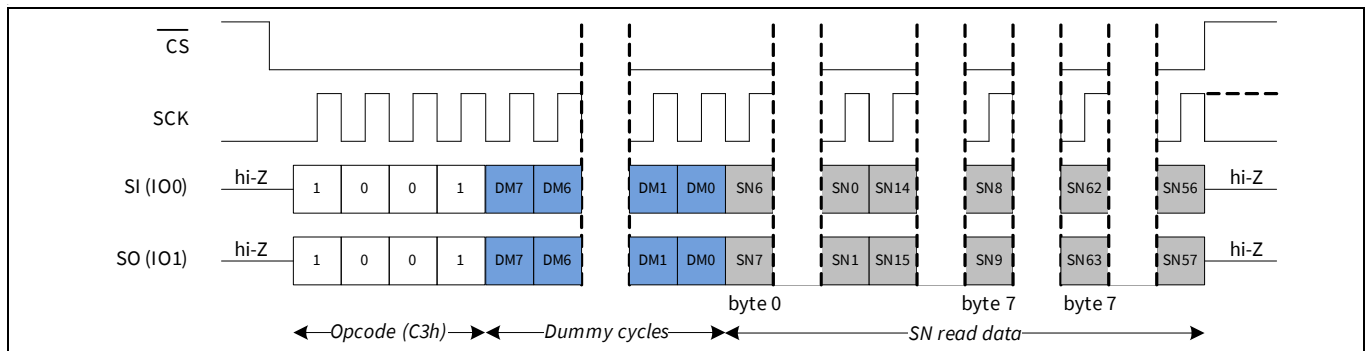 CS
SCK
SI (IO0) hi-Z 1 0 0 1 DM7 DM6 DM1 DM0 SN6 SN0 SN14 SN8 SN62 SN56 hi-Z
SO (IO1) hi-Z 1 0 0 1 DM7 DM6 DM1 DM0 SN7 SN1 SN15 SN9 SN63 SN57 hi-Z
byte 0 byte 7 byte 7
Opcode (C3h) Dummy cycles SN read data